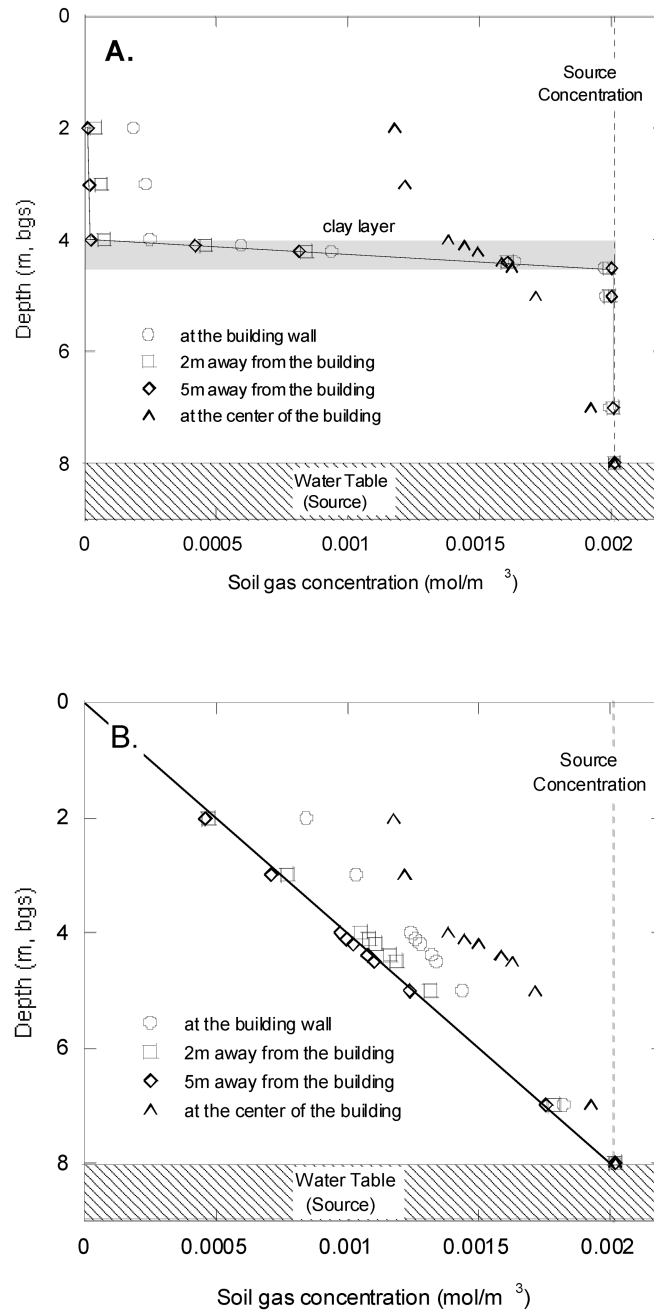 0
A.
Source
Concentration
2
clay layer
4
Depth (m, bgs)
at the building wall
2m away from the building
6
5m away from the building
at the center of the building
8
Water Table
(Source)
0 0.0005 0.001 0.0015 0.002
Soil gas concentration (mol/m 3)
0
B.
Source
Concentration
2
4
Depth (m, bgs)
at the building wall
2m away from the building
6
5m away from the building
at the center of the building
8
Water Table
(Source)
0 0.0005 0.001 0.0015 0.002
Soil gas concentration (mol/m 3)